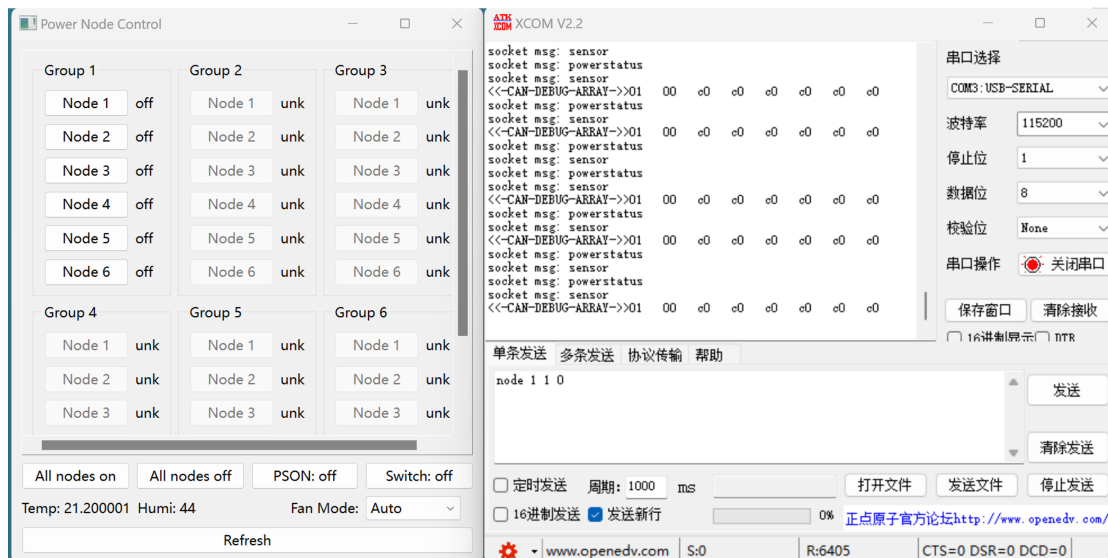 Power Node Control
Group 1 Group 2 Group 3
Node 1 off Node 1 unk Node 1 unk
Node 2 off Node 2 unk Node 2 unk
Node 3 off Node 3 unk Node 3 unk
Node 4 off Node 4 unk Node 4 unk
Node 5 off Node 5 unk Node 5 unk
Node 6 off Node 6 unk Node 6 unk
Group 4 Group 5 Group 6
Node 1 unk Node 1 unk Node 1 unk
Node 2 unk Node 2 unk Node 2 unk
Node 3 unk Node 3 unk Node 3 unk
All nodes on All nodes off PSON: off Switch: off
Temp: 21.200001 Humi: 44 Fan Mode: Auto
Refresh
ATK XCOM XCOM V2.2
socket msg: sensor
socket msg: powerstatus
socket msg: sensor
<<-CAN-DEBUG-ARRAY->>01 00 c0 c0 c0 c0 c0 c0
socket msg: powerstatus
socket msg: sensor
<<-CAN-DEBUG-ARRAY->>01 00 c0 c0 c0 c0 c0 c0
socket msg: powerstatus
socket msg: sensor
socket msg: powerstatus
socket msg: sensor
<<-CAN-DEBUG-ARRAY->>01 00 c0 c0 c0 c0 c0 c0
socket msg: powerstatus
socket msg: sensor
<<-CAN-DEBUG-ARRAY->>01 00 c0 c0 c0 c0 c0 c0
socket msg: powerstatus
socket msg: sensor
socket msg: powerstatus
socket msg: sensor
<<-CAN-DEBUG-ARRAY->>01 00 c0 c0 c0 c0 c0 c0
串口选择
COM3:USB-SERIAL
波特率 115200
停止位 1
数据位 8
校验位 None
串口操作 关闭串口
保存窗口 清除接收
16进制显示 DTR
单条发送 多条发送 协议传输 帮助
node 1 1 0
发送
清除发送
定时发送 周期: 1000 ms 打开文件 发送文件 停止发送
16进制发送 发送新行 0% 正点原子官方论坛http://www.openedv.com/
www.openedv.com S:0 R:6405 CTS=0 DSR=0 DCD=0